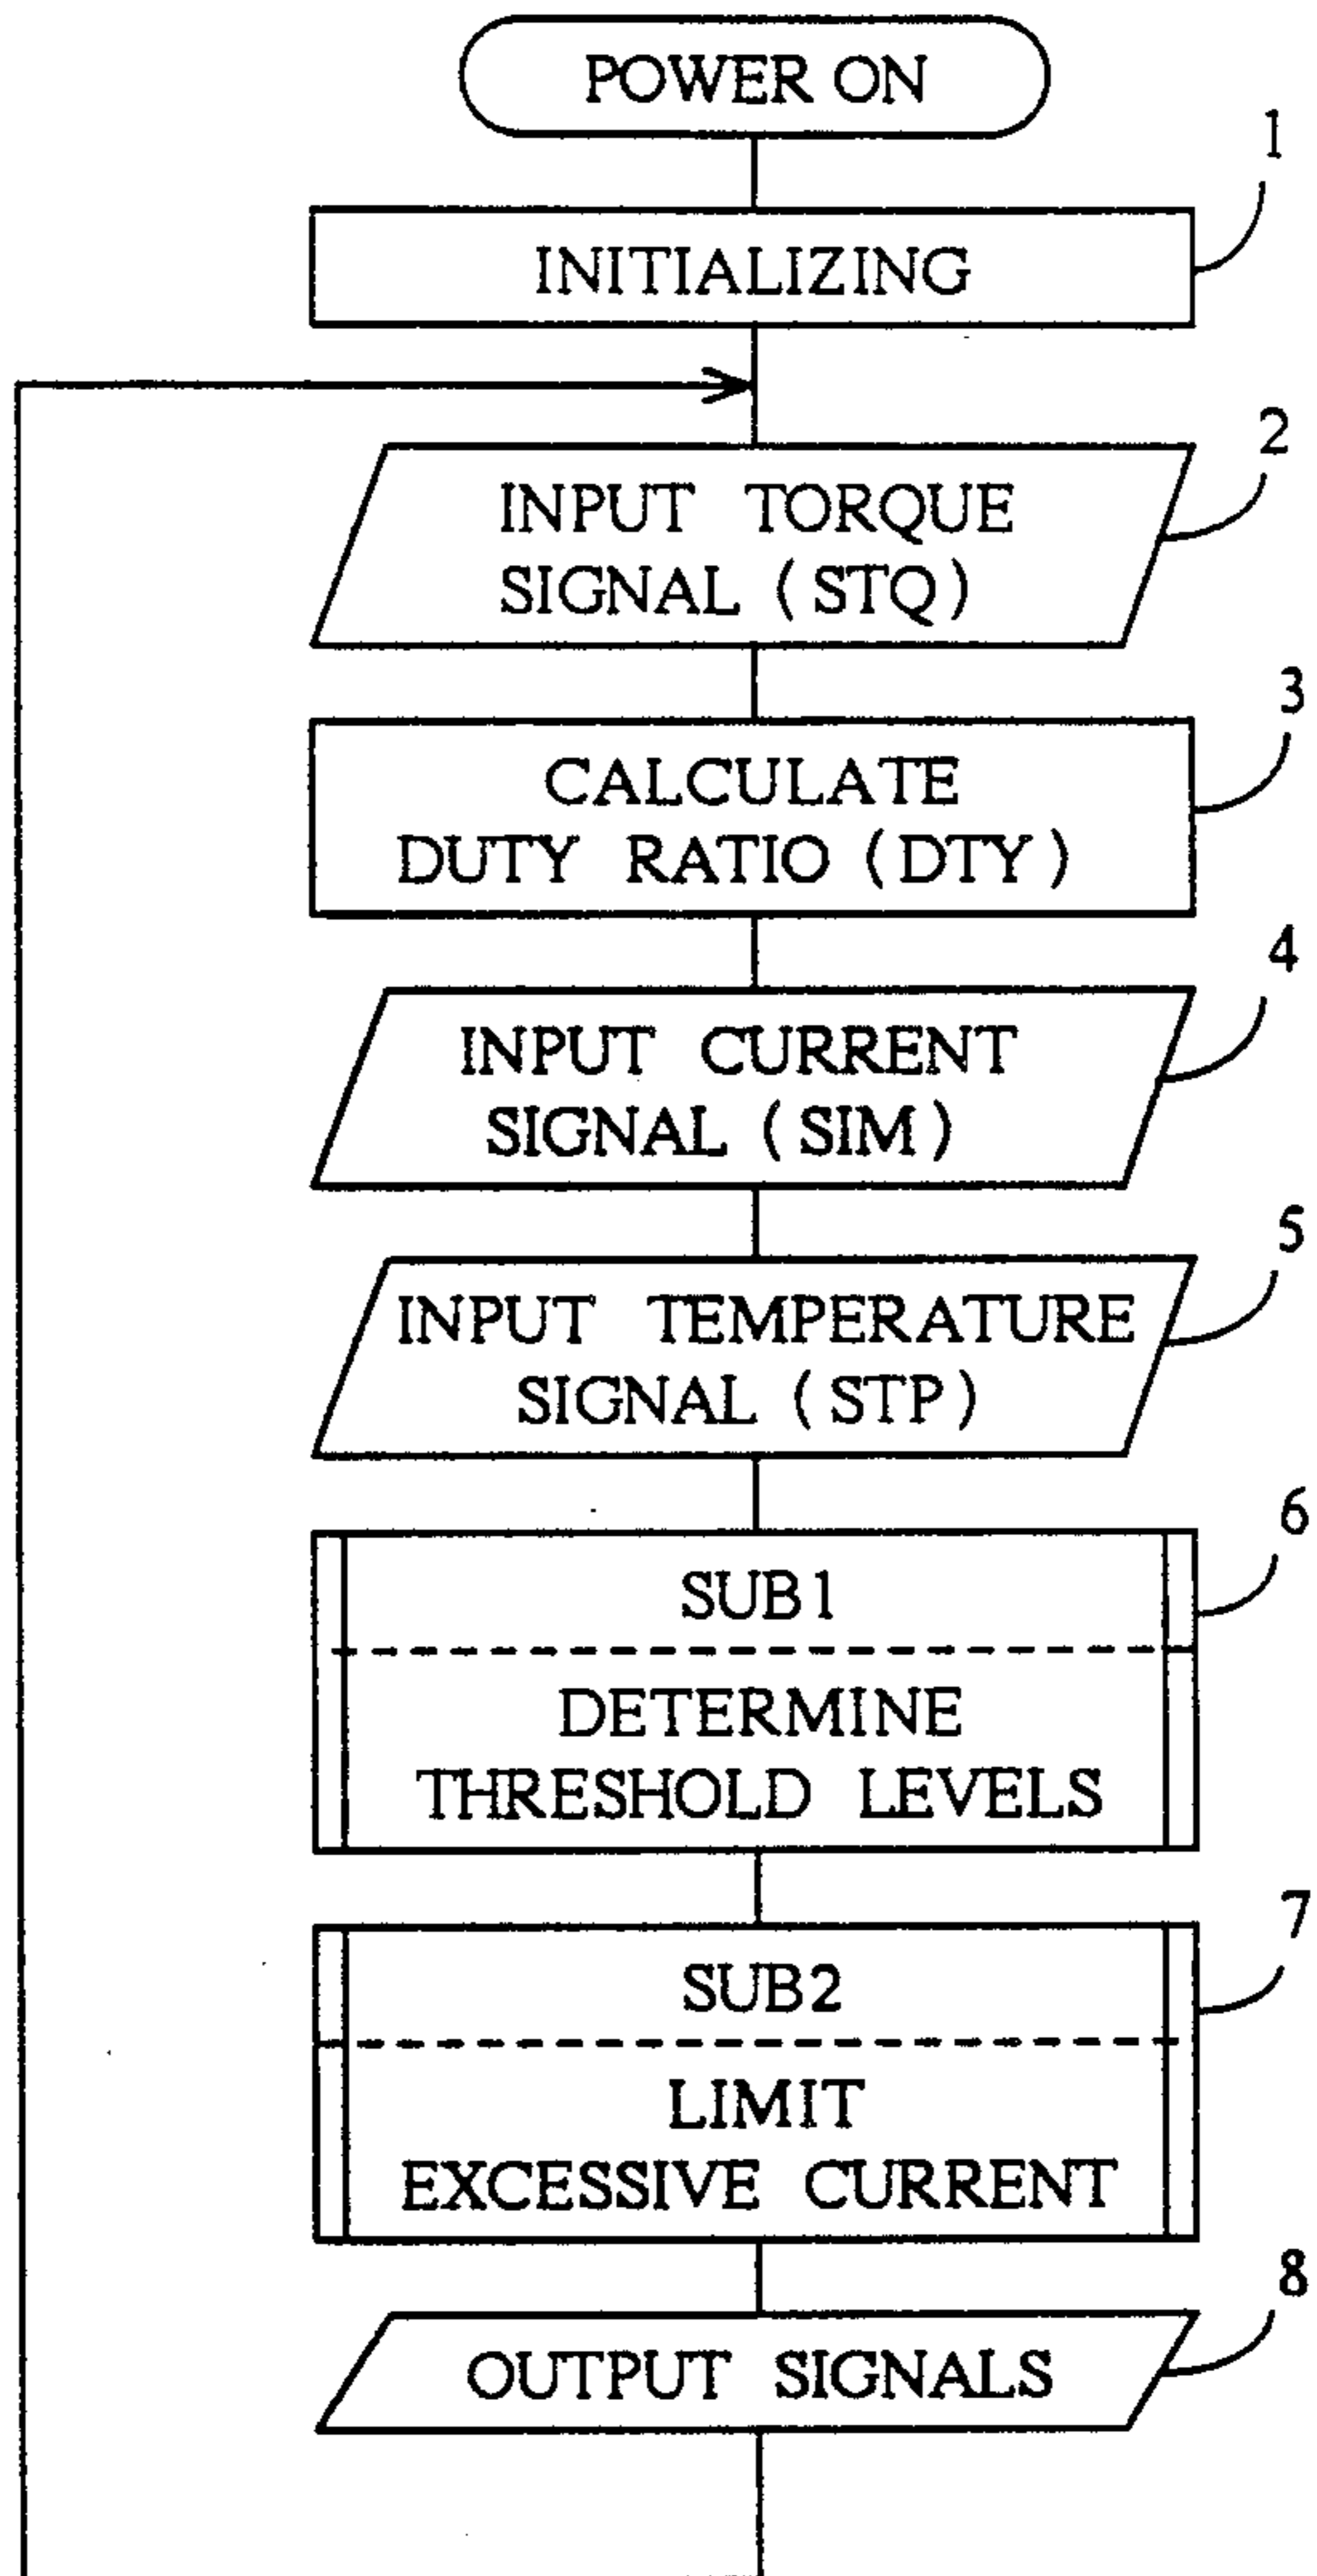 POWER ON
1
INITIALIZING
2
INPUT TORQUE
SIGNAL (STQ)
3
CALCULATE
DUTY RATIO (DTY)
4
INPUT CURRENT
SIGNAL (SIM)
5
INPUT TEMPERATURE
SIGNAL (STP)
6
SUB1
DETERMINE
THRESHOLD LEVELS
7
SUB2
LIMIT
EXCESSIVE CURRENT
8
OUTPUT SIGNALS